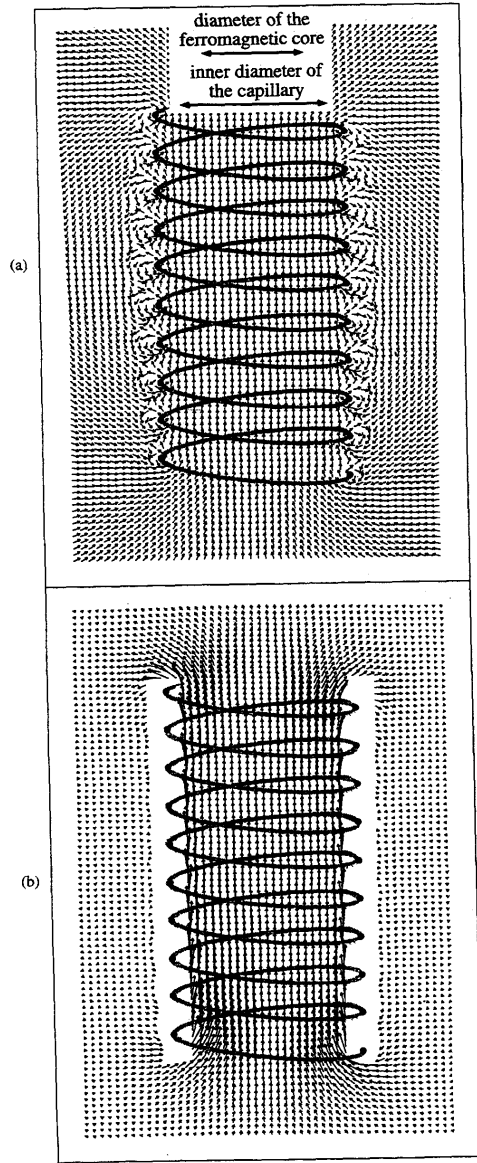 diameter of the
ferromagnetic core
inner diameter of
the capillary
(a)
(b)